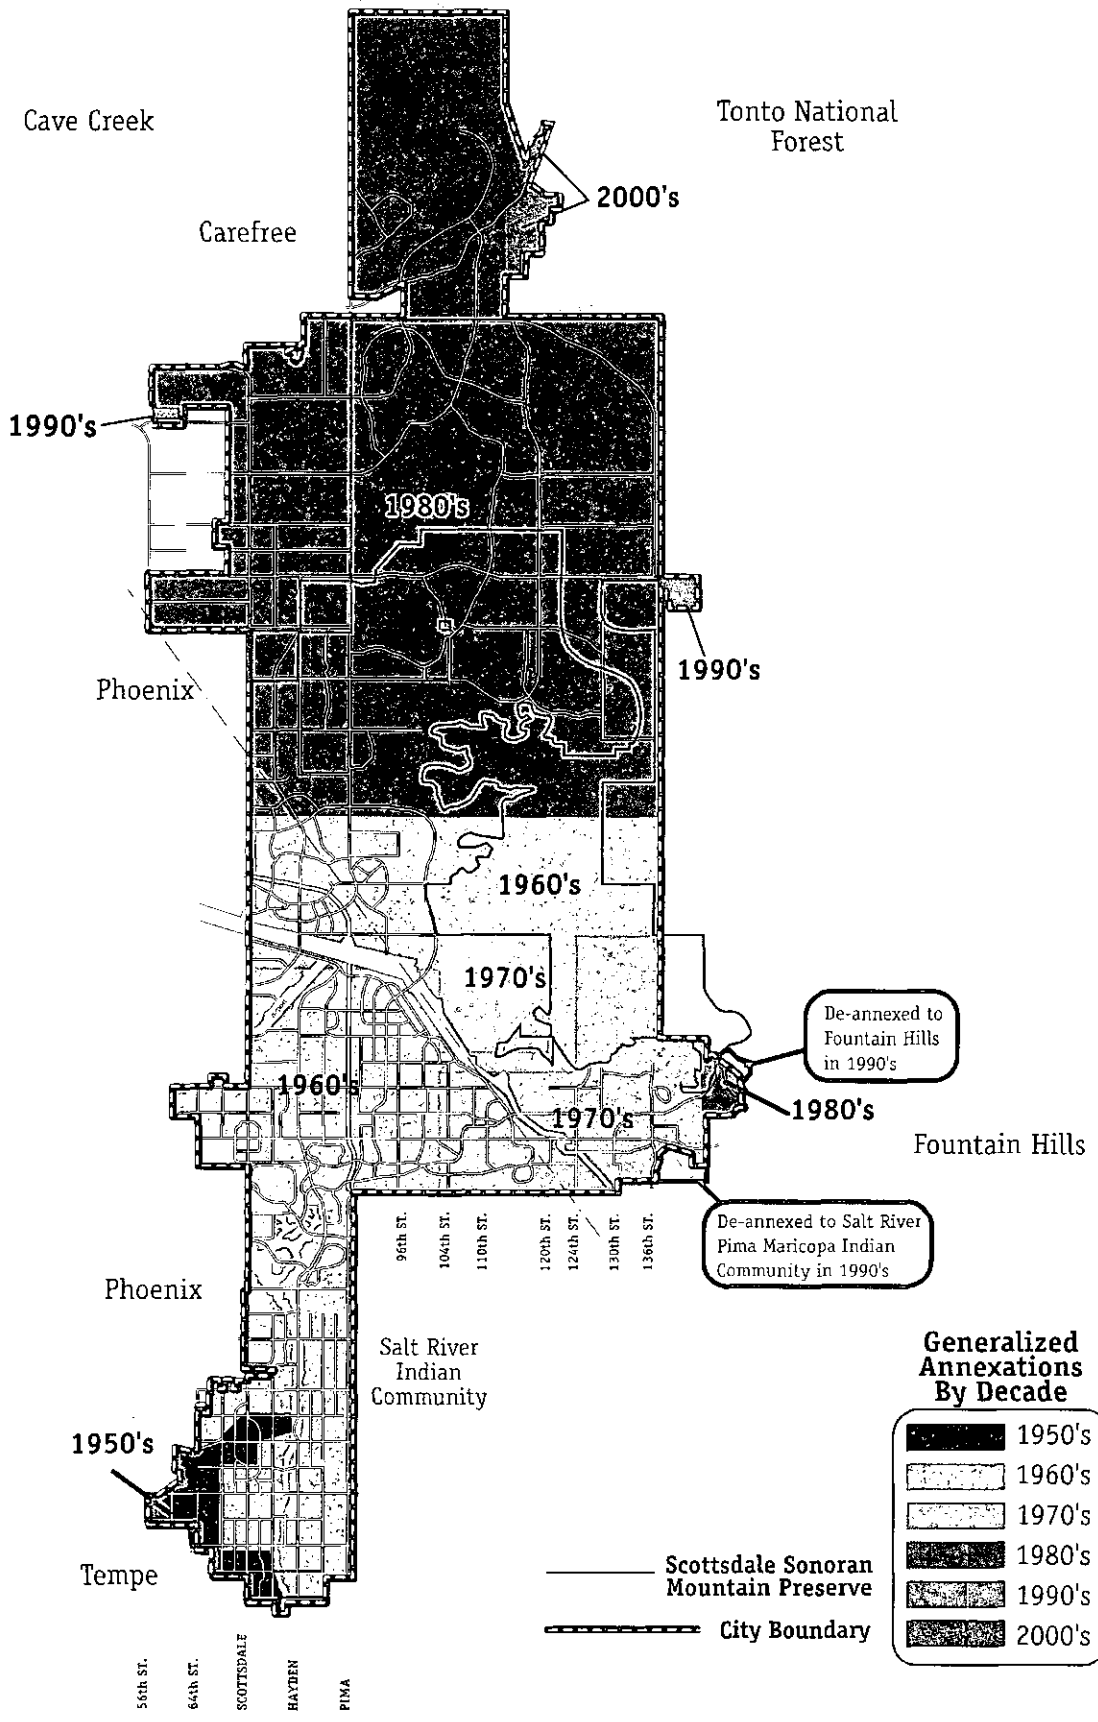 Cave Creek
Tonto National
Forest
2000's
Carefree
1990's
1980's
1990's
Phoenix
1960's
1970's
De-annexed to
Fountain Hills
in 1990's
1960's
1970's
1980's
Fountain Hills
96th ST.
104th ST.
110th ST.
120th ST.
124th ST.
130th ST.
136th ST.
De-annexed to Salt River
Pima Maricopa Indian
Community in 1990's
Phoenix
Salt River
Indian
Community
Generalized
Annexations
By Decade
1950's
1960's
1970's
1980's
1990's
2000's
1950's
Tempe
Scottsdale Sonoran
Mountain Preserve
City Boundary
56th ST.
64th ST.
SCOTTSDALE
HAYDEN
PIMA